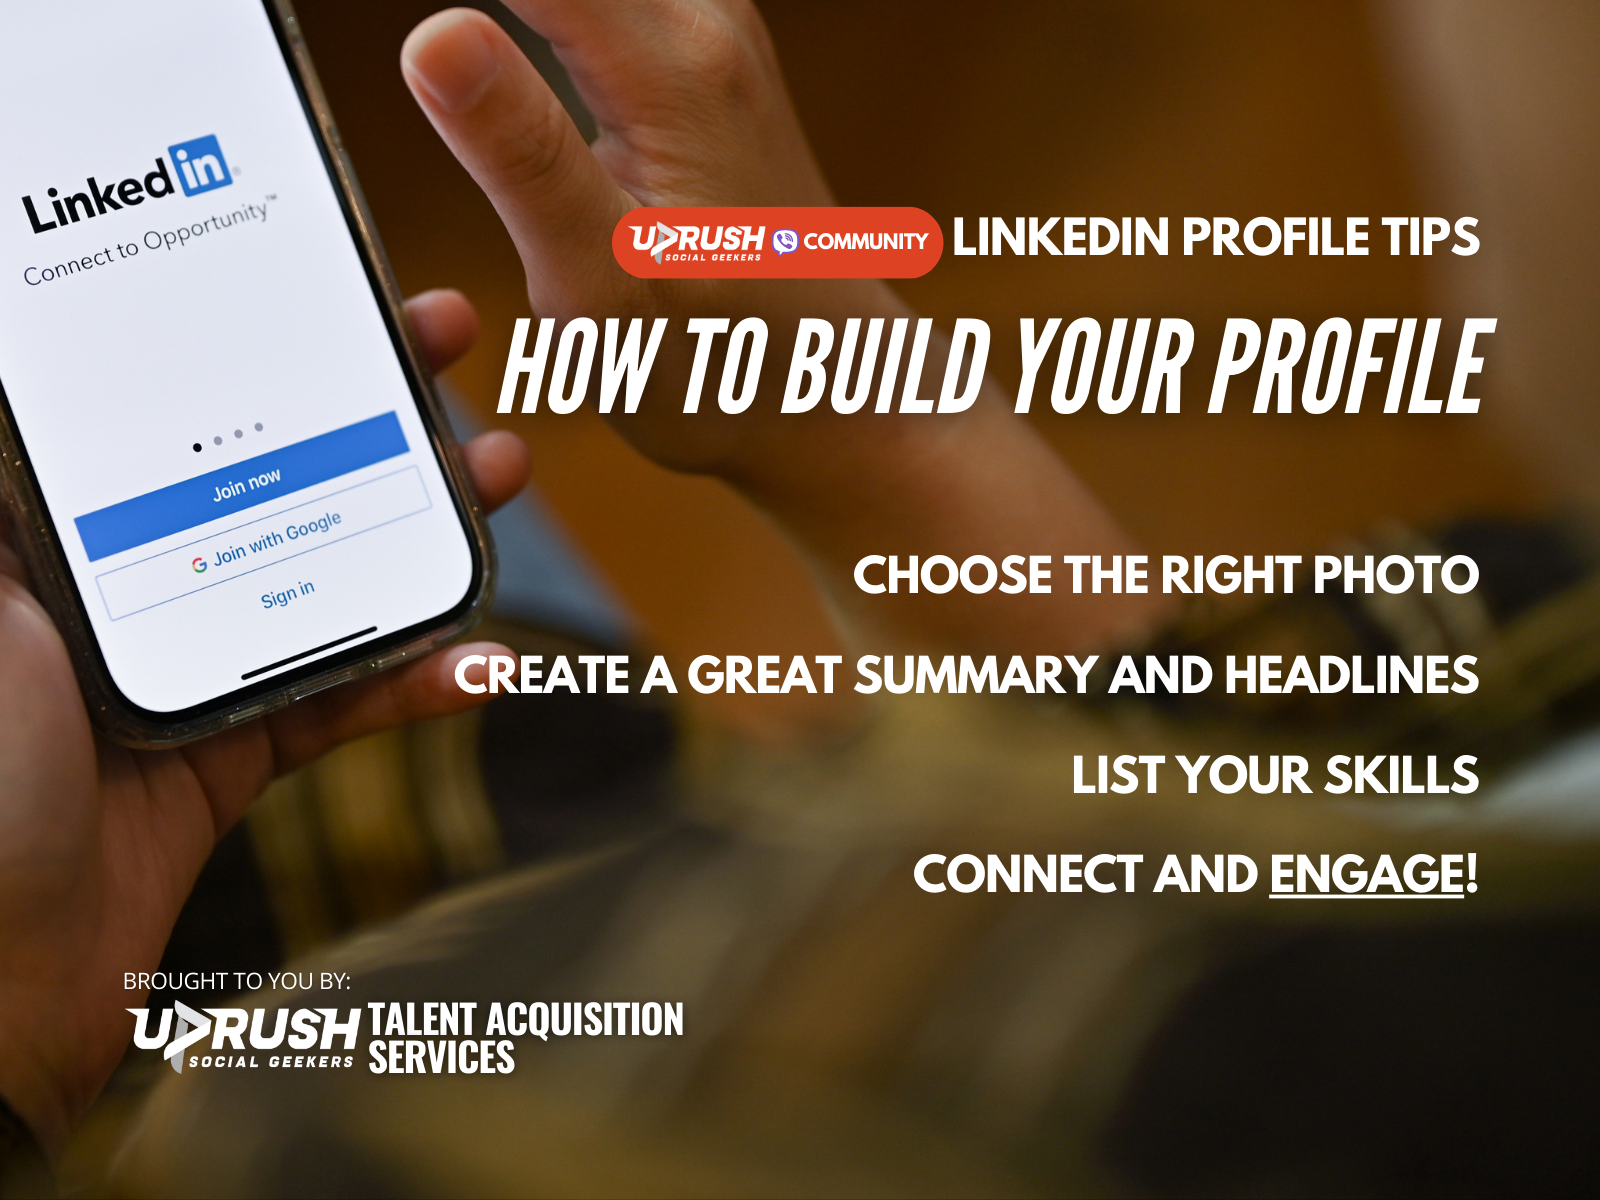 LinkedIn
Connect to Opportunity™
Join now
G Join with Google
Sign in
UPRUSH SOCIAL GEEKERS COMMUNITY LINKEDIN PROFILE TIPS
HOW TO BUILD YOUR PROFILE
CHOOSE THE RIGHT PHOTO
CREATE A GREAT SUMMARY AND HEADLINES
LIST YOUR SKILLS
CONNECT AND ENGAGE!
BROUGHT TO YOU BY:
UPRUSH
SOCIAL GEEKERS
TALENT ACQUISITION
SERVICES